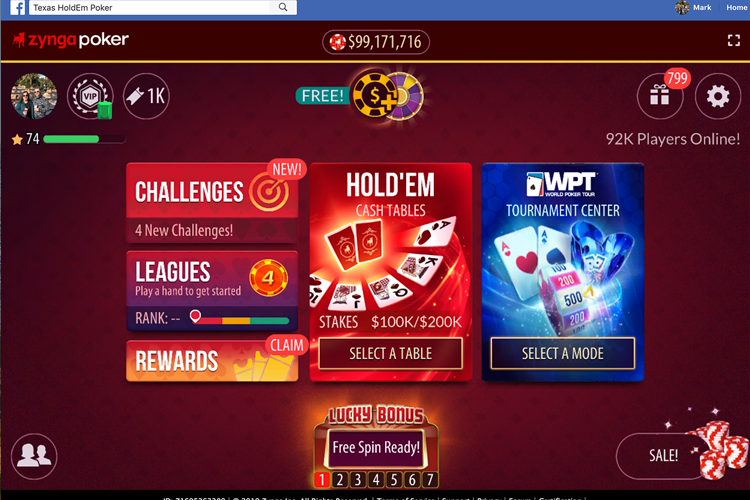 Texas HoldEm Poker
Mark
Home
zynga poker
$99,171,716
VIP
1K
FREE!
799
74
92K Players Online!
NEW!
CHALLENGES
4 New Challenges!
LEAGUES
4
Play a hand to get started
RANK: --
CLAIM
REWARDS
HOLD'EM
CASH TABLES
STAKES $100K/$200K
SELECT A TABLE
WPT
WORLD POKER TOUR
TOURNAMENT CENTER
100
200
500
200
SELECT A MODE
LUCKY BONUS
Free Spin Ready!
1 2 3 4 5 6 7
SALE!